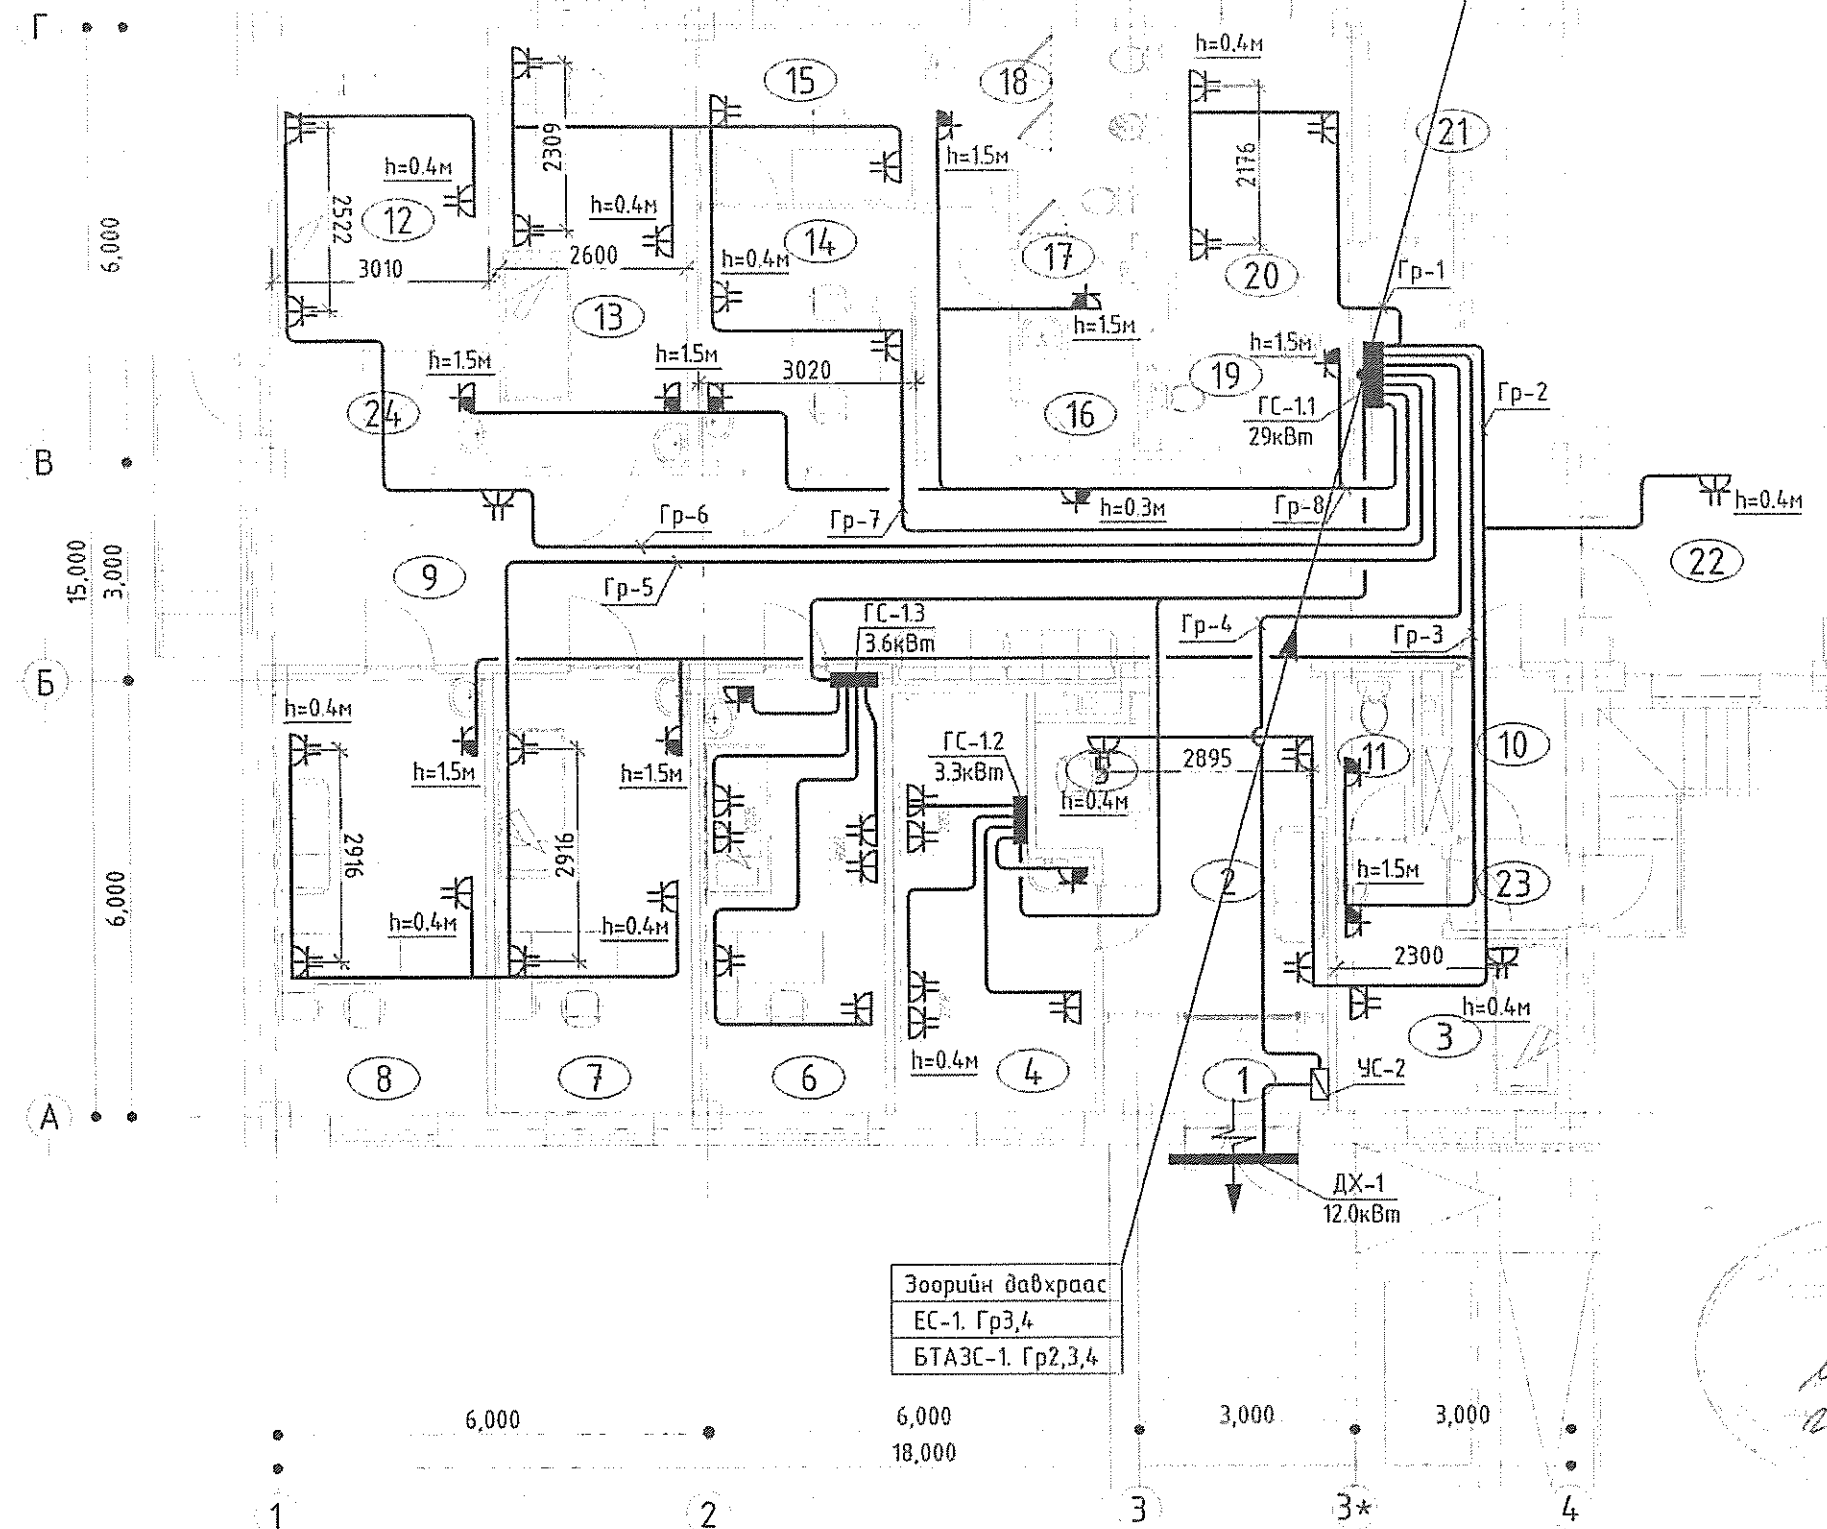 Г
h=0.4м
15
18
21
2309
2176
h=0.4м
h=1.5м
12
2522
h=0.4м
14
17
20
6,000
3010
2600
h=0.4м
Гр-1
13
h=1.5м
h=1.5м
h=1.5м
h=1.5м
3020
19
24
16
ГС-1.1
29кВт
Гр-2
В
h=0.3м
Гр-8
h=0.4м
Гр-6
Гр-7
15,000
3,000
9
22
Гр-5
ГС-1.3
3.6кВт
Гр-4
Гр-3
Б
h=0.4м
ГС-1.2
3.3кВт
10
11
5
2895
h=1.5м
h=1.5м
h=0.4м
2916
2916
2
h=1.5м
23
6,000
h=0.4м
h=0.4м
2300
h=0.4м
3
h=0.4м
8
7
6
4
1
УС-2
А
ДХ-1
12.0кВт
Зоорийн давхраас
ЕС-1. Гр3,4
БТАЗС-1. Гр2,3,4
6,000
6,000
3,000
3,000
18,000
1
2
3
3*
4